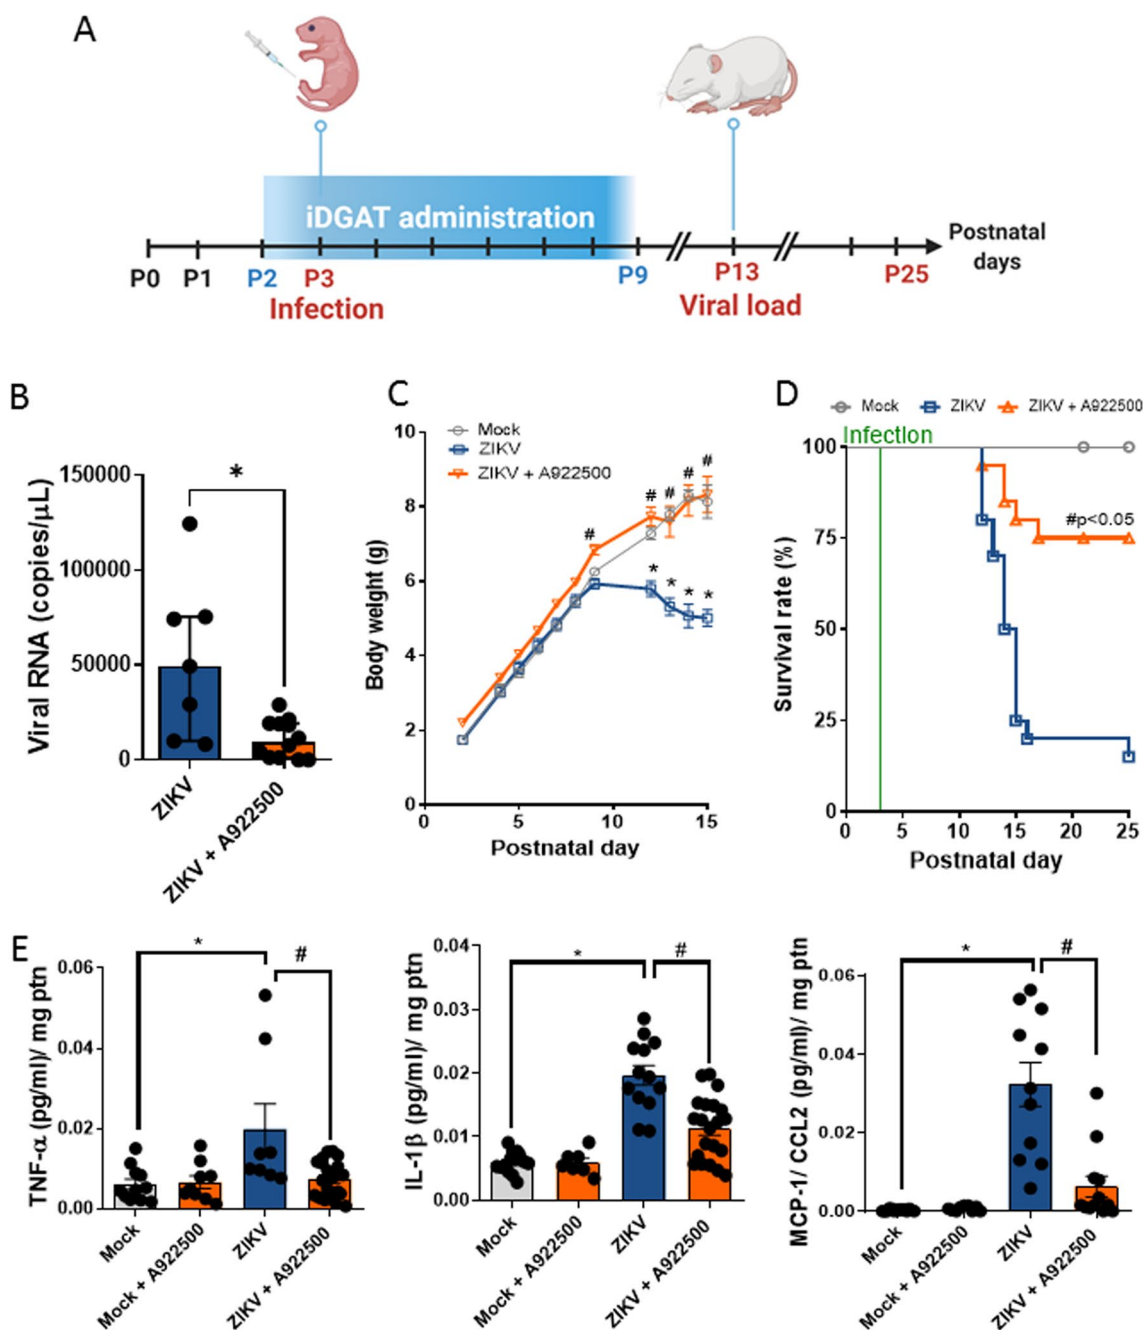 A
iDGAT administration
P0 P1 P2 P3 P9 P13 P25
Postnatal
days
Infection
Viral load
B
Viral RNA (copies/μL)
150000
100000
50000
0
*
ZIKV
ZIKV + A922500
C
Mock
ZIKV
ZIKV + A922500
Body weight (g)
10
8
6
4
2
0
# # # # #
* * * *
0 5 10 15
Postnatal day
D
Mock ZIKV ZIKV + A922500
Infection
Survival rate (%)
100
75
50
25
0
#p<0.05
0 5 10 15 20 25
Postnatal day
E
TNF-α (pg/ml)/ mg ptn
0.06
0.04
0.02
0.00
* #
Mock
Mock + A922500
ZIKV
ZIKV + A922500
IL-1β (pg/ml)/ mg ptn
0.04
0.03
0.02
0.01
0.00
* #
Mock
Mock + A922500
ZIKV
ZIKV + A922500
MCP-1/ CCL2 (pg/ml)/ mg ptn
0.06
0.04
0.02
0.00
* #
Mock
Mock + A922500
ZIKV
ZIKV + A922500